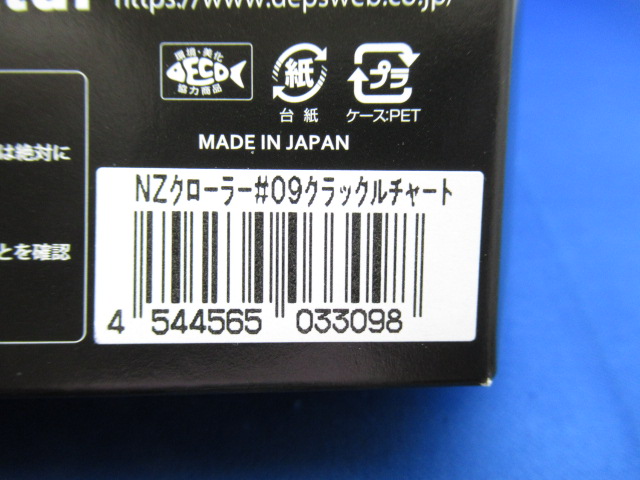 https://www.depsweb.co.jp/
環境・美化
ECO
協力商品
紙
台紙
プラ
ケース:PET
MADE IN JAPAN
は絶対に
とを確認
NZクローラー#09クラックルチャート
4 544565 033098